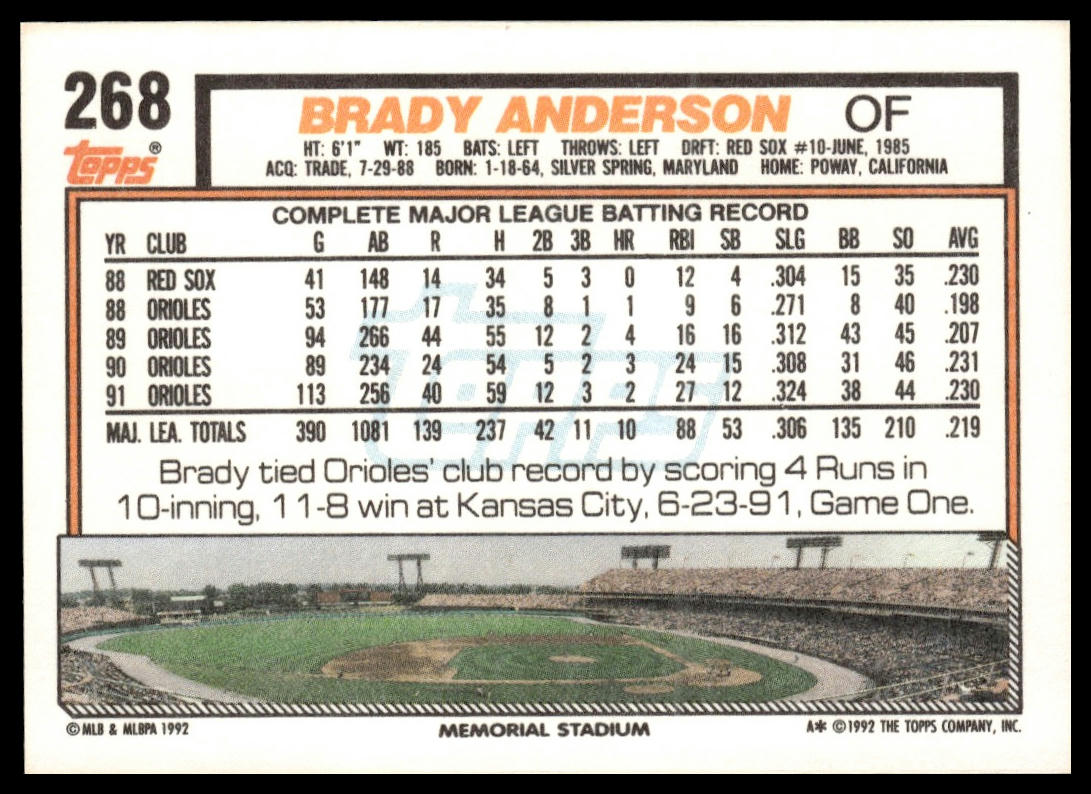 268
topps®
BRADY ANDERSON OF
HT: 6'1" WT: 185 BATS: LEFT THROWS: LEFT DRFT: RED SOX #10-JUNE, 1985
ACQ: TRADE, 7-29-88 BORN: 1-18-64, SILVER SPRING, MARYLAND HOME: POWAY, CALIFORNIA
COMPLETE MAJOR LEAGUE BATTING RECORD
YR CLUB G AB R H 2B 3B HR RBI SB SLG BB SO AVG
88 RED SOX 41 148 14 34 5 3 0 12 4 .304 15 35 .230
88 ORIOLES 53 177 17 35 8 1 1 9 6 .271 8 40 .198
89 ORIOLES 94 266 44 55 12 2 4 16 16 .312 43 45 .207
90 ORIOLES 89 234 24 54 5 2 3 24 15 .308 31 46 .231
91 ORIOLES 113 256 40 59 12 3 2 27 12 .324 38 44 .230
MAJ. LEA. TOTALS 390 1081 139 237 42 11 10 88 53 .306 135 210 .219
topps
Brady tied Orioles' club record by scoring 4 Runs in
10-inning, 11-8 win at Kansas City, 6-23-91, Game One.
© MLB & MLBPA 1992 MEMORIAL STADIUM A* ©1992 THE TOPPS COMPANY, INC.